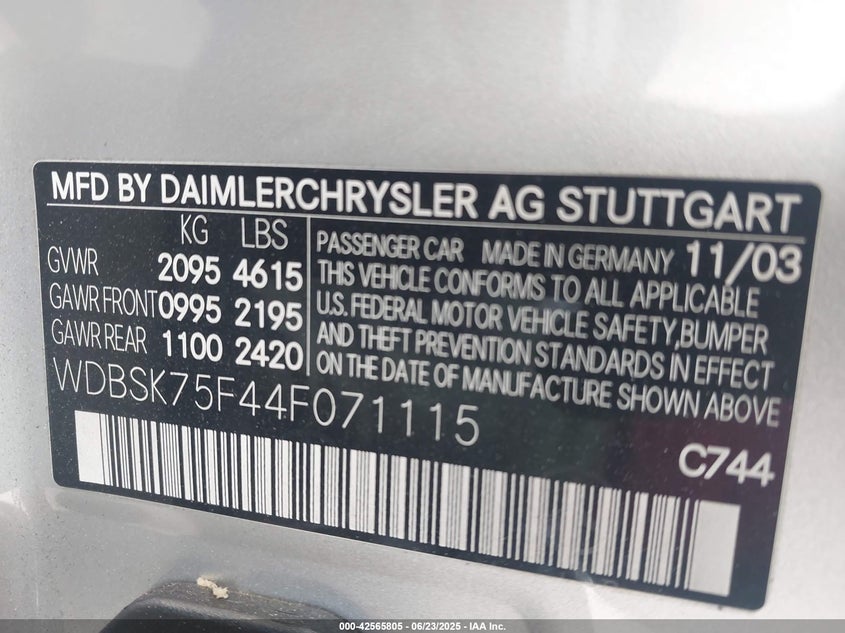 MFD BY DAIMLERCHRYSLER AG STUTTGART
KG LBS
GVWR 2095 4615
GAWR FRONT 0995 2195
GAWR REAR 1100 2420
WDBSK75F44F071115
PASSENGER CAR MADE IN GERMANY 11/03
THIS VEHICLE CONFORMS TO ALL APPLICABLE
U.S. FEDERAL MOTOR VEHICLE SAFETY, BUMPER
AND THEFT PREVENTION STANDARDS IN EFFECT
ON THE DATE OF MANUFACTURE SHOWN ABOVE
C744
000-42565805 - 06/23/2025 - IAA Inc.